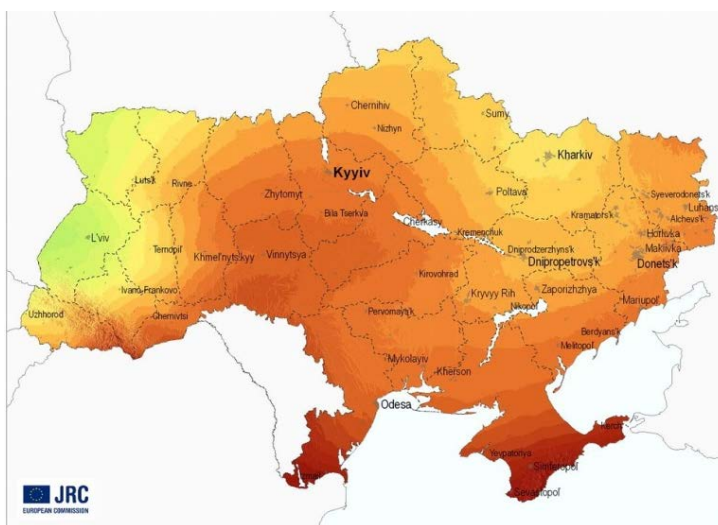 Chernihiv
Sumy
Nizhyn
Kharkiv
Kyyiv
Luts'k
Rivne
Zhytomyr
Poltava
Syeverodonets'k
Luhans
Bila Tserkva
Kramators'k
Alchevs'k
L'viv
Cherkasy
Kremenchuk
Horlivka
Ternopil'
Khmel'nyts'kyy
Vinnytsya
Dniprodzerzhyns'k
Makiivka
Dnipropetrovs'k
Donets'k
Kirovohrad
Ivano-Frankovo
Zaporizhzhya
Kryvyy Rih
Nikopol'
Mariupol'
Uzhhorod
Chernivtsi
Pervomays'k
Berdyans'k
Melitopol'
Mykolayiv
Kherson
Odesa
Kerch
Yevpatoriya
Simferopol'
Sevastopol'
JRC
EUROPEAN COMMISSION